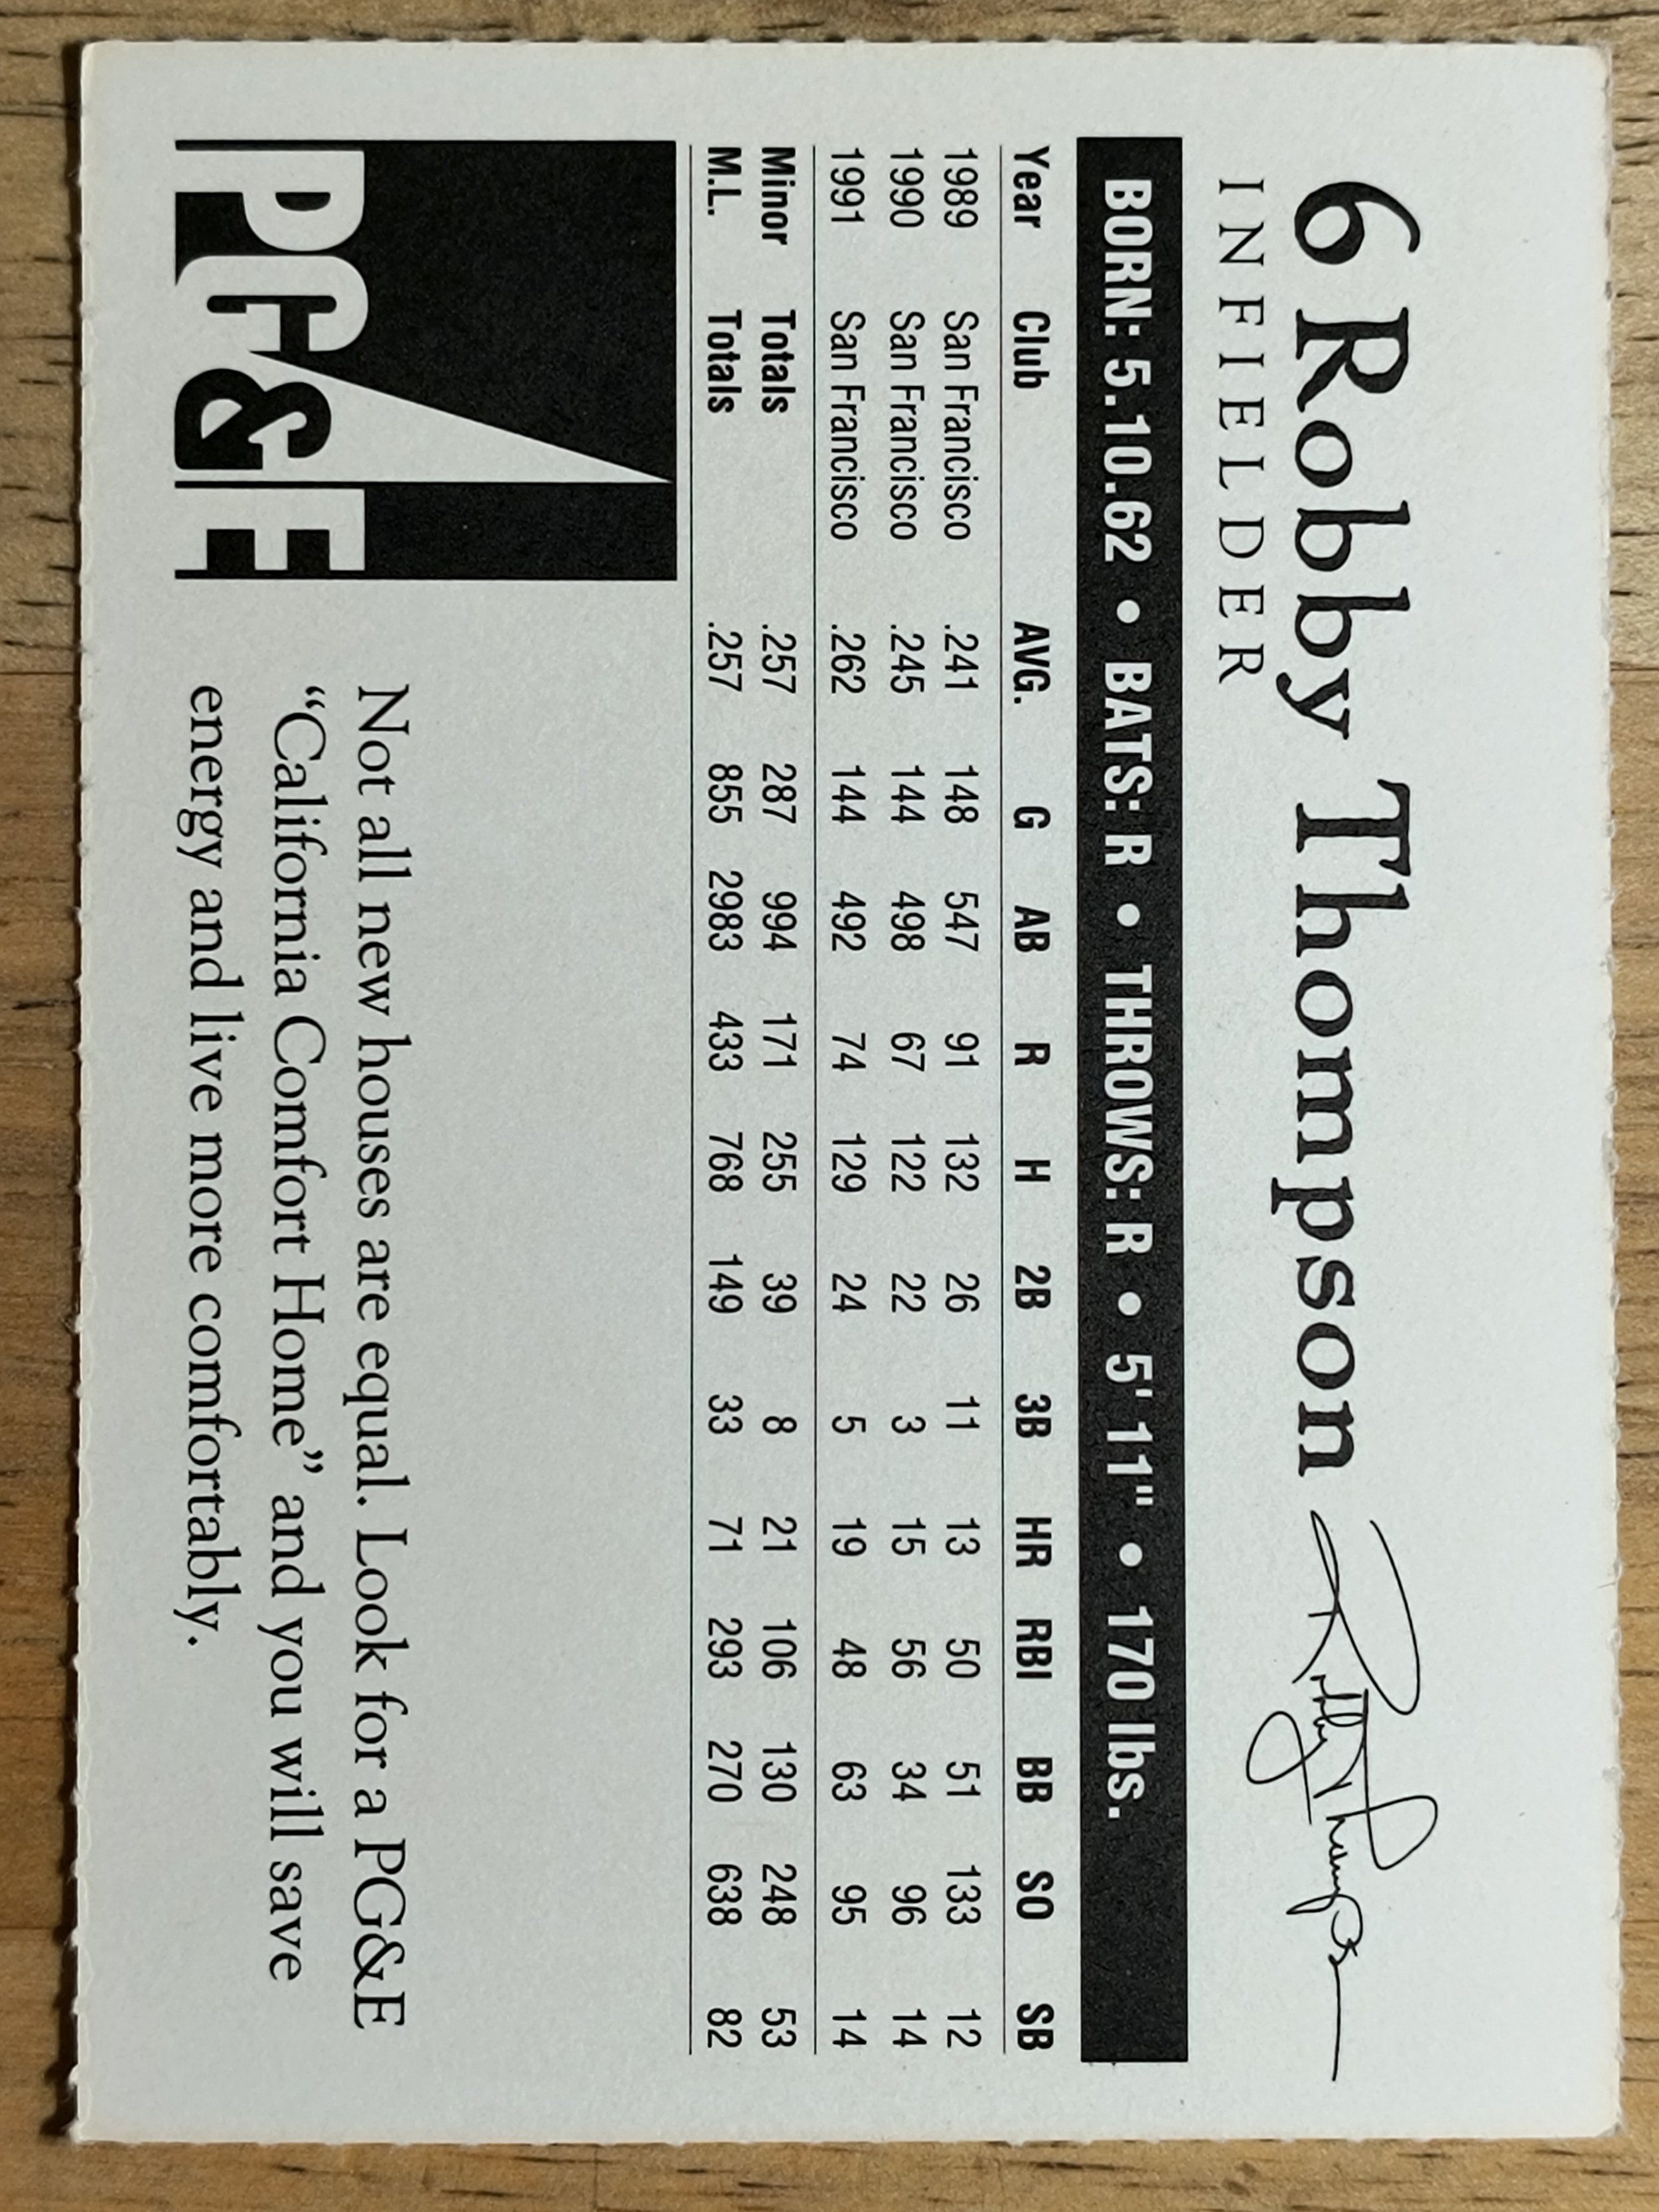 6 Robby Thompson Robby Thompson
INFIELDER
BORN: 5.10.62 • BATS: R • THROWS: R • 5' 11" • 170 lbs.
Year Club AVG. G AB R H 2B 3B HR RBI BB SO SB
1989 San Francisco .241 148 547 91 132 26 11 13 50 51 133 12
1990 San Francisco .245 144 498 67 122 22 3 15 56 34 96 14
1991 San Francisco .262 144 492 74 129 24 5 19 48 63 95 14
Minor Totals .257 287 994 171 255 39 8 21 106 130 248 53
M.L. Totals .257 855 2983 433 768 149 33 71 293 270 638 82
PG&E
Not all new houses are equal. Look for a PG&E
“California Comfort Home” and you will save
energy and live more comfortably.